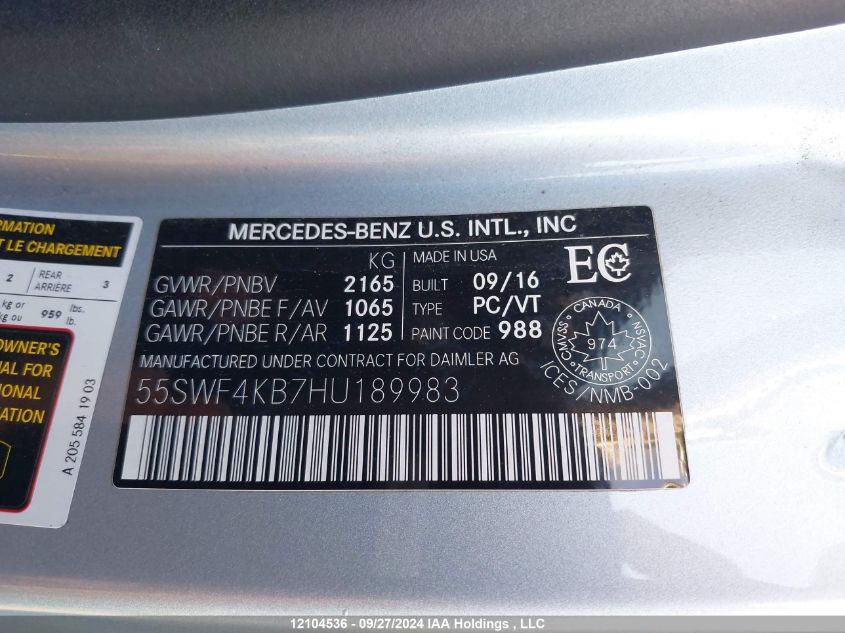 RMATION
T LE CHARGEMENT
2 REAR ARRIÈRE 3
kg or
kg ou 959 lbs. lb.
OWNER'S
AL FOR
IONAL
ATION
A 205 584 19 03
MERCEDES-BENZ U.S. INTL., INC
KG MADE IN USA
GVWR/PNBV 2165 BUILT 09/16
GAWR/PNBE F/AV 1065 TYPE PC/VT
GAWR/PNBE R/AR 1125 PAINT CODE 988
MANUFACTURED UNDER CONTRACT FOR DAIMLER AG
55SWF4KB7HU189983
EC
CANADA
CMVSS 974 NSVAC
TRANSPORT
ICES/NMB-002
12104536 - 09/27/2024 IAA Holdings , LLC